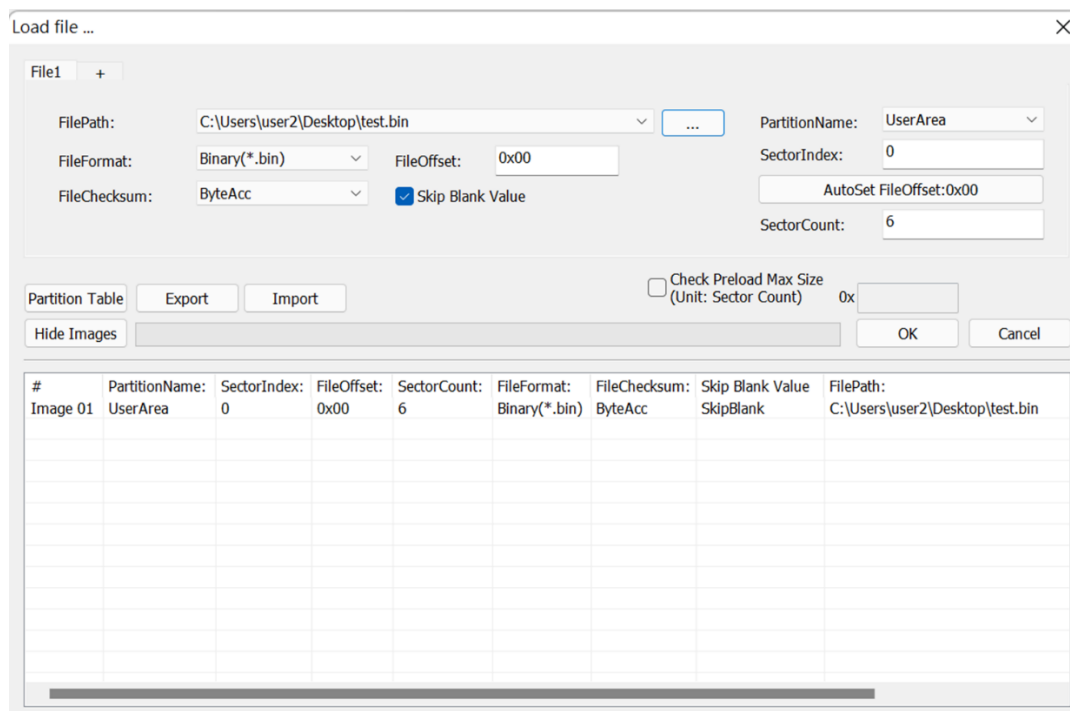 Load file ...
File1 +
FilePath: C:\Users\user2\Desktop\test.bin ... PartitionName: UserArea
FileFormat: Binary(*.bin) FileOffset: 0x00 SectorIndex: 0
FileChecksum: ByteAcc Skip Blank Value AutoSet FileOffset:0x00
SectorCount: 6
Check Preload Max Size
Partition Table Export Import (Unit: Sector Count) 0x
Hide Images OK Cancel
# PartitionName: SectorIndex: FileOffset: SectorCount: FileFormat: FileChecksum: Skip Blank Value FilePath:
Image 01 UserArea 0 0x00 6 Binary(*.bin) ByteAcc SkipBlank C:\Users\user2\Desktop\test.bin